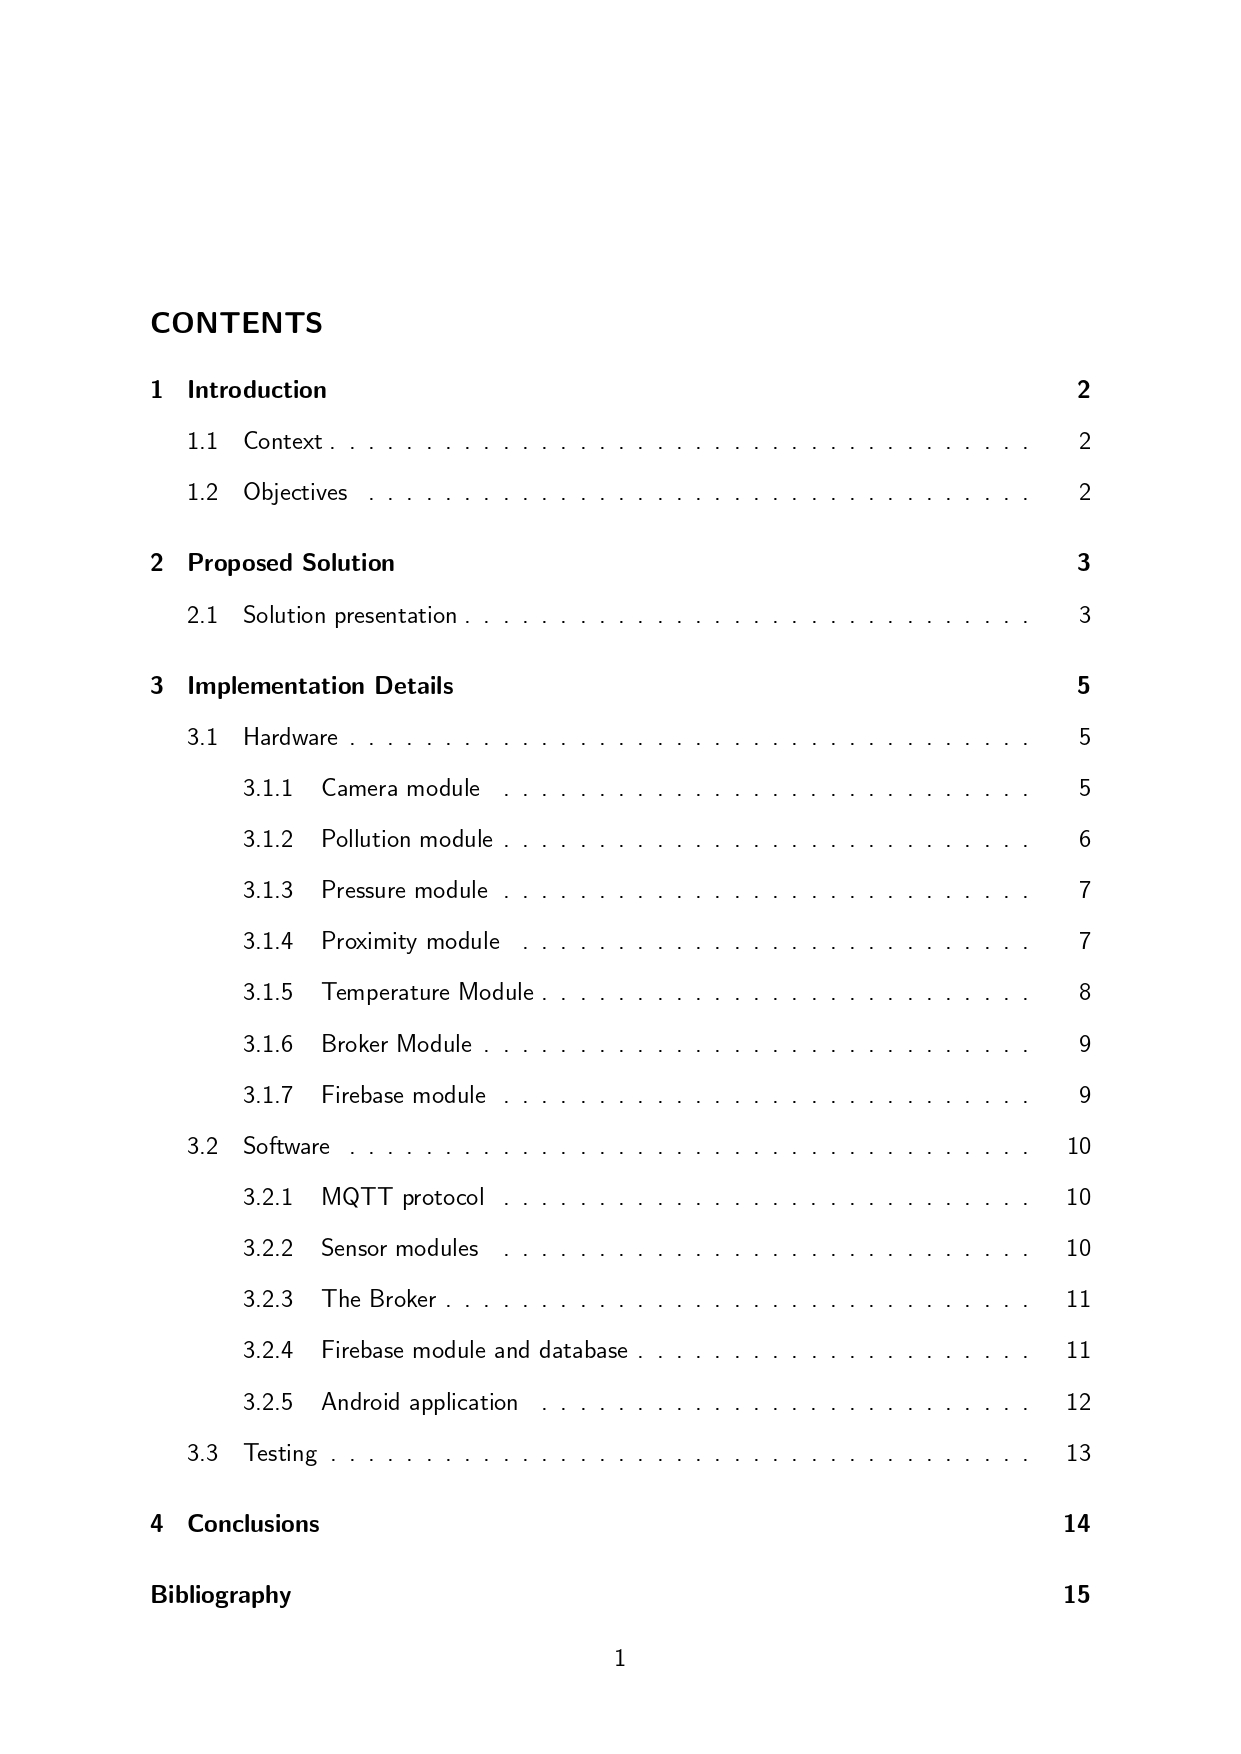 CONTENTS
1 Introduction 2
1.1 Context . . . . . . . . . . . . . . . . . . . . . . . . . . . . . . . . . . . . . 2
1.2 Objectives . . . . . . . . . . . . . . . . . . . . . . . . . . . . . . . . . . . 2
2 Proposed Solution 3
2.1 Solution presentation . . . . . . . . . . . . . . . . . . . . . . . . . . . . . . 3
3 Implementation Details 5
3.1 Hardware . . . . . . . . . . . . . . . . . . . . . . . . . . . . . . . . . . . . 5
3.1.1 Camera module . . . . . . . . . . . . . . . . . . . . . . . . . . . . 5
3.1.2 Pollution module . . . . . . . . . . . . . . . . . . . . . . . . . . . . 6
3.1.3 Pressure module . . . . . . . . . . . . . . . . . . . . . . . . . . . . 7
3.1.4 Proximity module . . . . . . . . . . . . . . . . . . . . . . . . . . . 7
3.1.5 Temperature Module . . . . . . . . . . . . . . . . . . . . . . . . . . 8
3.1.6 Broker Module . . . . . . . . . . . . . . . . . . . . . . . . . . . . . 9
3.1.7 Firebase module . . . . . . . . . . . . . . . . . . . . . . . . . . . . 9
3.2 Software . . . . . . . . . . . . . . . . . . . . . . . . . . . . . . . . . . . . 10
3.2.1 MQTT protocol . . . . . . . . . . . . . . . . . . . . . . . . . . . . 10
3.2.2 Sensor modules . . . . . . . . . . . . . . . . . . . . . . . . . . . . 10
3.2.3 The Broker . . . . . . . . . . . . . . . . . . . . . . . . . . . . . . . 11
3.2.4 Firebase module and database . . . . . . . . . . . . . . . . . . . . . 11
3.2.5 Android application . . . . . . . . . . . . . . . . . . . . . . . . . . 12
3.3 Testing . . . . . . . . . . . . . . . . . . . . . . . . . . . . . . . . . . . . . 13
4 Conclusions 14
Bibliography 15
1